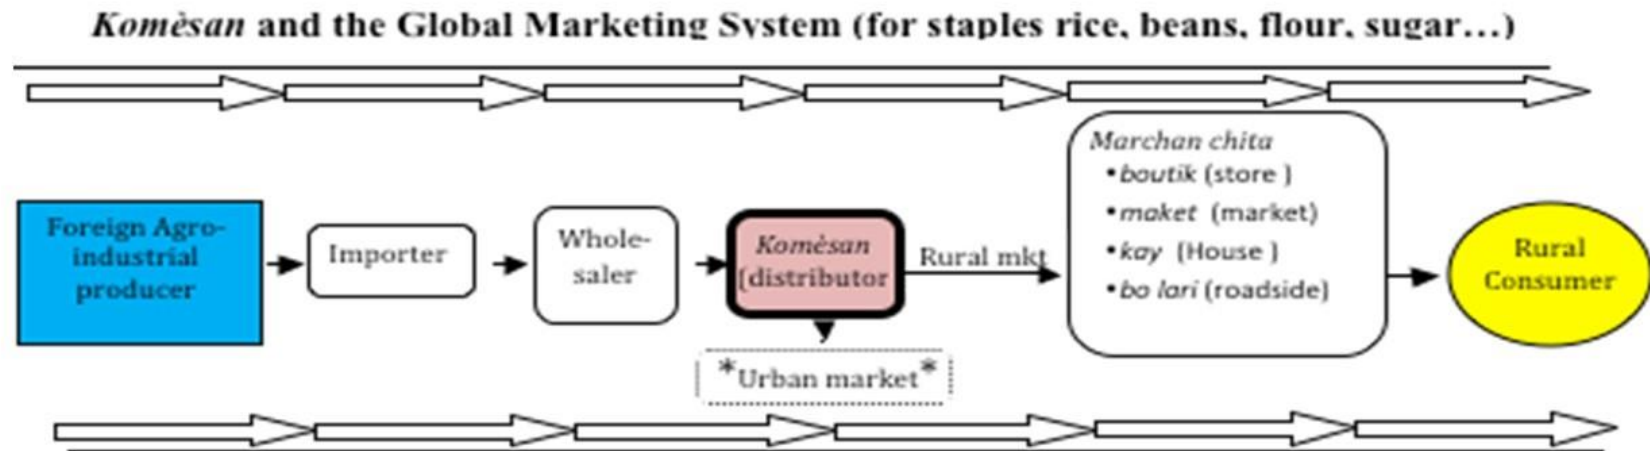 Komèsan and the Global Marketing System (for staples rice, beans, flour, sugar…)
Foreign Agro-
industrial
producer
Importer
Whole-
saler
Komèsan
(distributor
Rural mkt
*Urban market*
Marchan chita
•boutik (store )
•maket (market)
•kay (House )
•bo lari (roadside)
Rural
Consumer